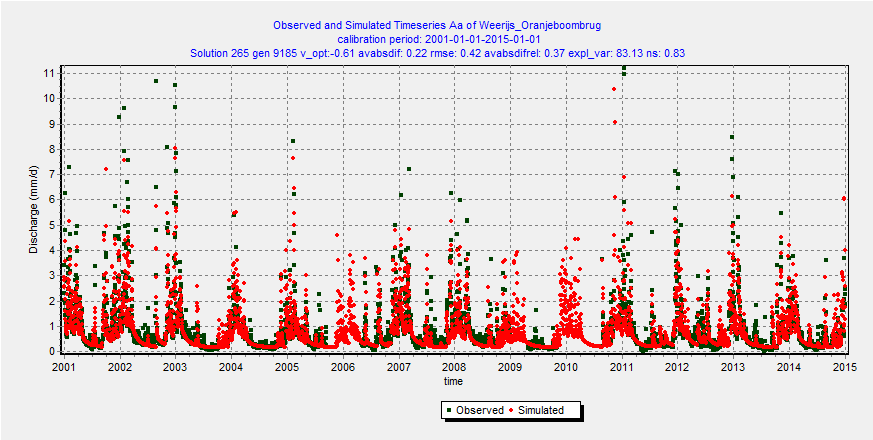 Observed and Simulated Timeseries Aa of Weerijs_Oranjeboombrug
calibration period: 2001-01-01-2015-01-01
Solution 265 gen 9185 v_opt:-0.61 avabsdif: 0.22 rmse: 0.42 avabsdifrel: 0.37 expl_var: 83.13 ns: 0.83
Discharge (mm/d)
11
10
9
8
7
6
5
4
3
2
1
0
2001 2002 2003 2004 2005 2006 2007 2008 2009 2010 2011 2012 2013 2014 2015
time
Observed Simulated